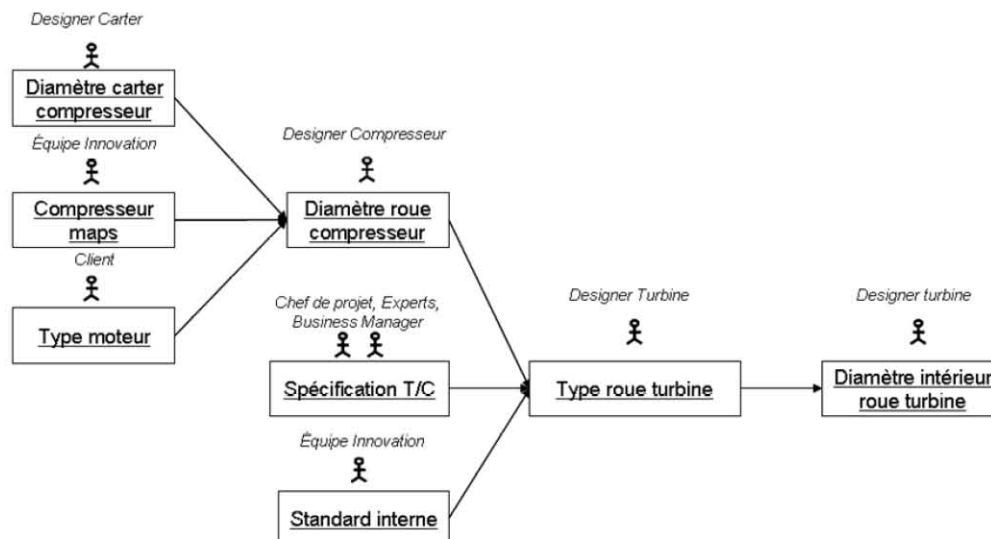 Designer Carter
Diamètre carter
compresseur
Équipe Innovation
Compresseur
maps
Client
Type moteur
Designer Compresseur
Diamètre roue
compresseur
Chef de projet, Experts,
Business Manager
Spécification T/C
Équipe Innovation
Standard interne
Designer Turbine
Type roue turbine
Designer turbine
Diamètre intérieur
roue turbine